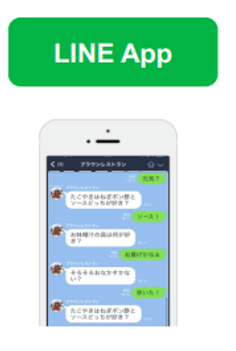 LINE App
ブラウンレストラン
元気？
たこやきはねぎポン酢と
ソースどっちが好き？
ソース！
お味噌汁の具は何が好
き？
お揚げかなぁ
そろそろおなかすかな
い？
すいた！
たこやきはねぎポン酢と
ソースどっちが好き？